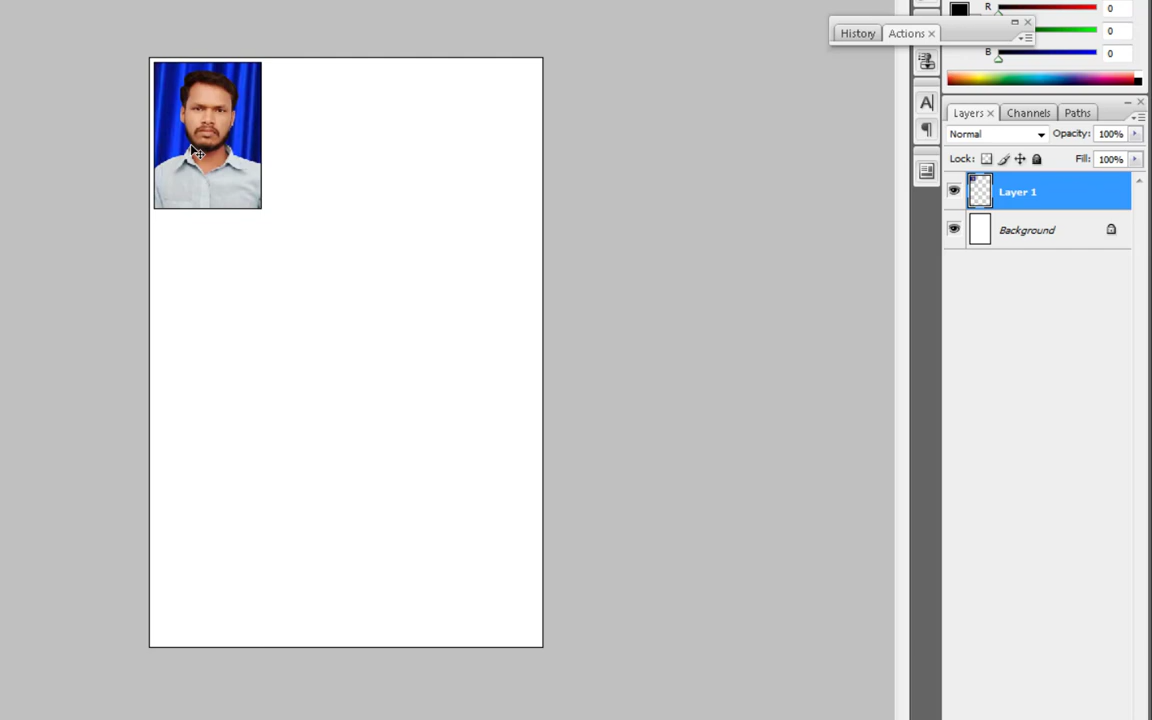 R 0
0
B 0
History Actions
Layers Channels Paths
Normal Opacity: 100%
Lock: Fill: 100%
Layer 1
Background
A